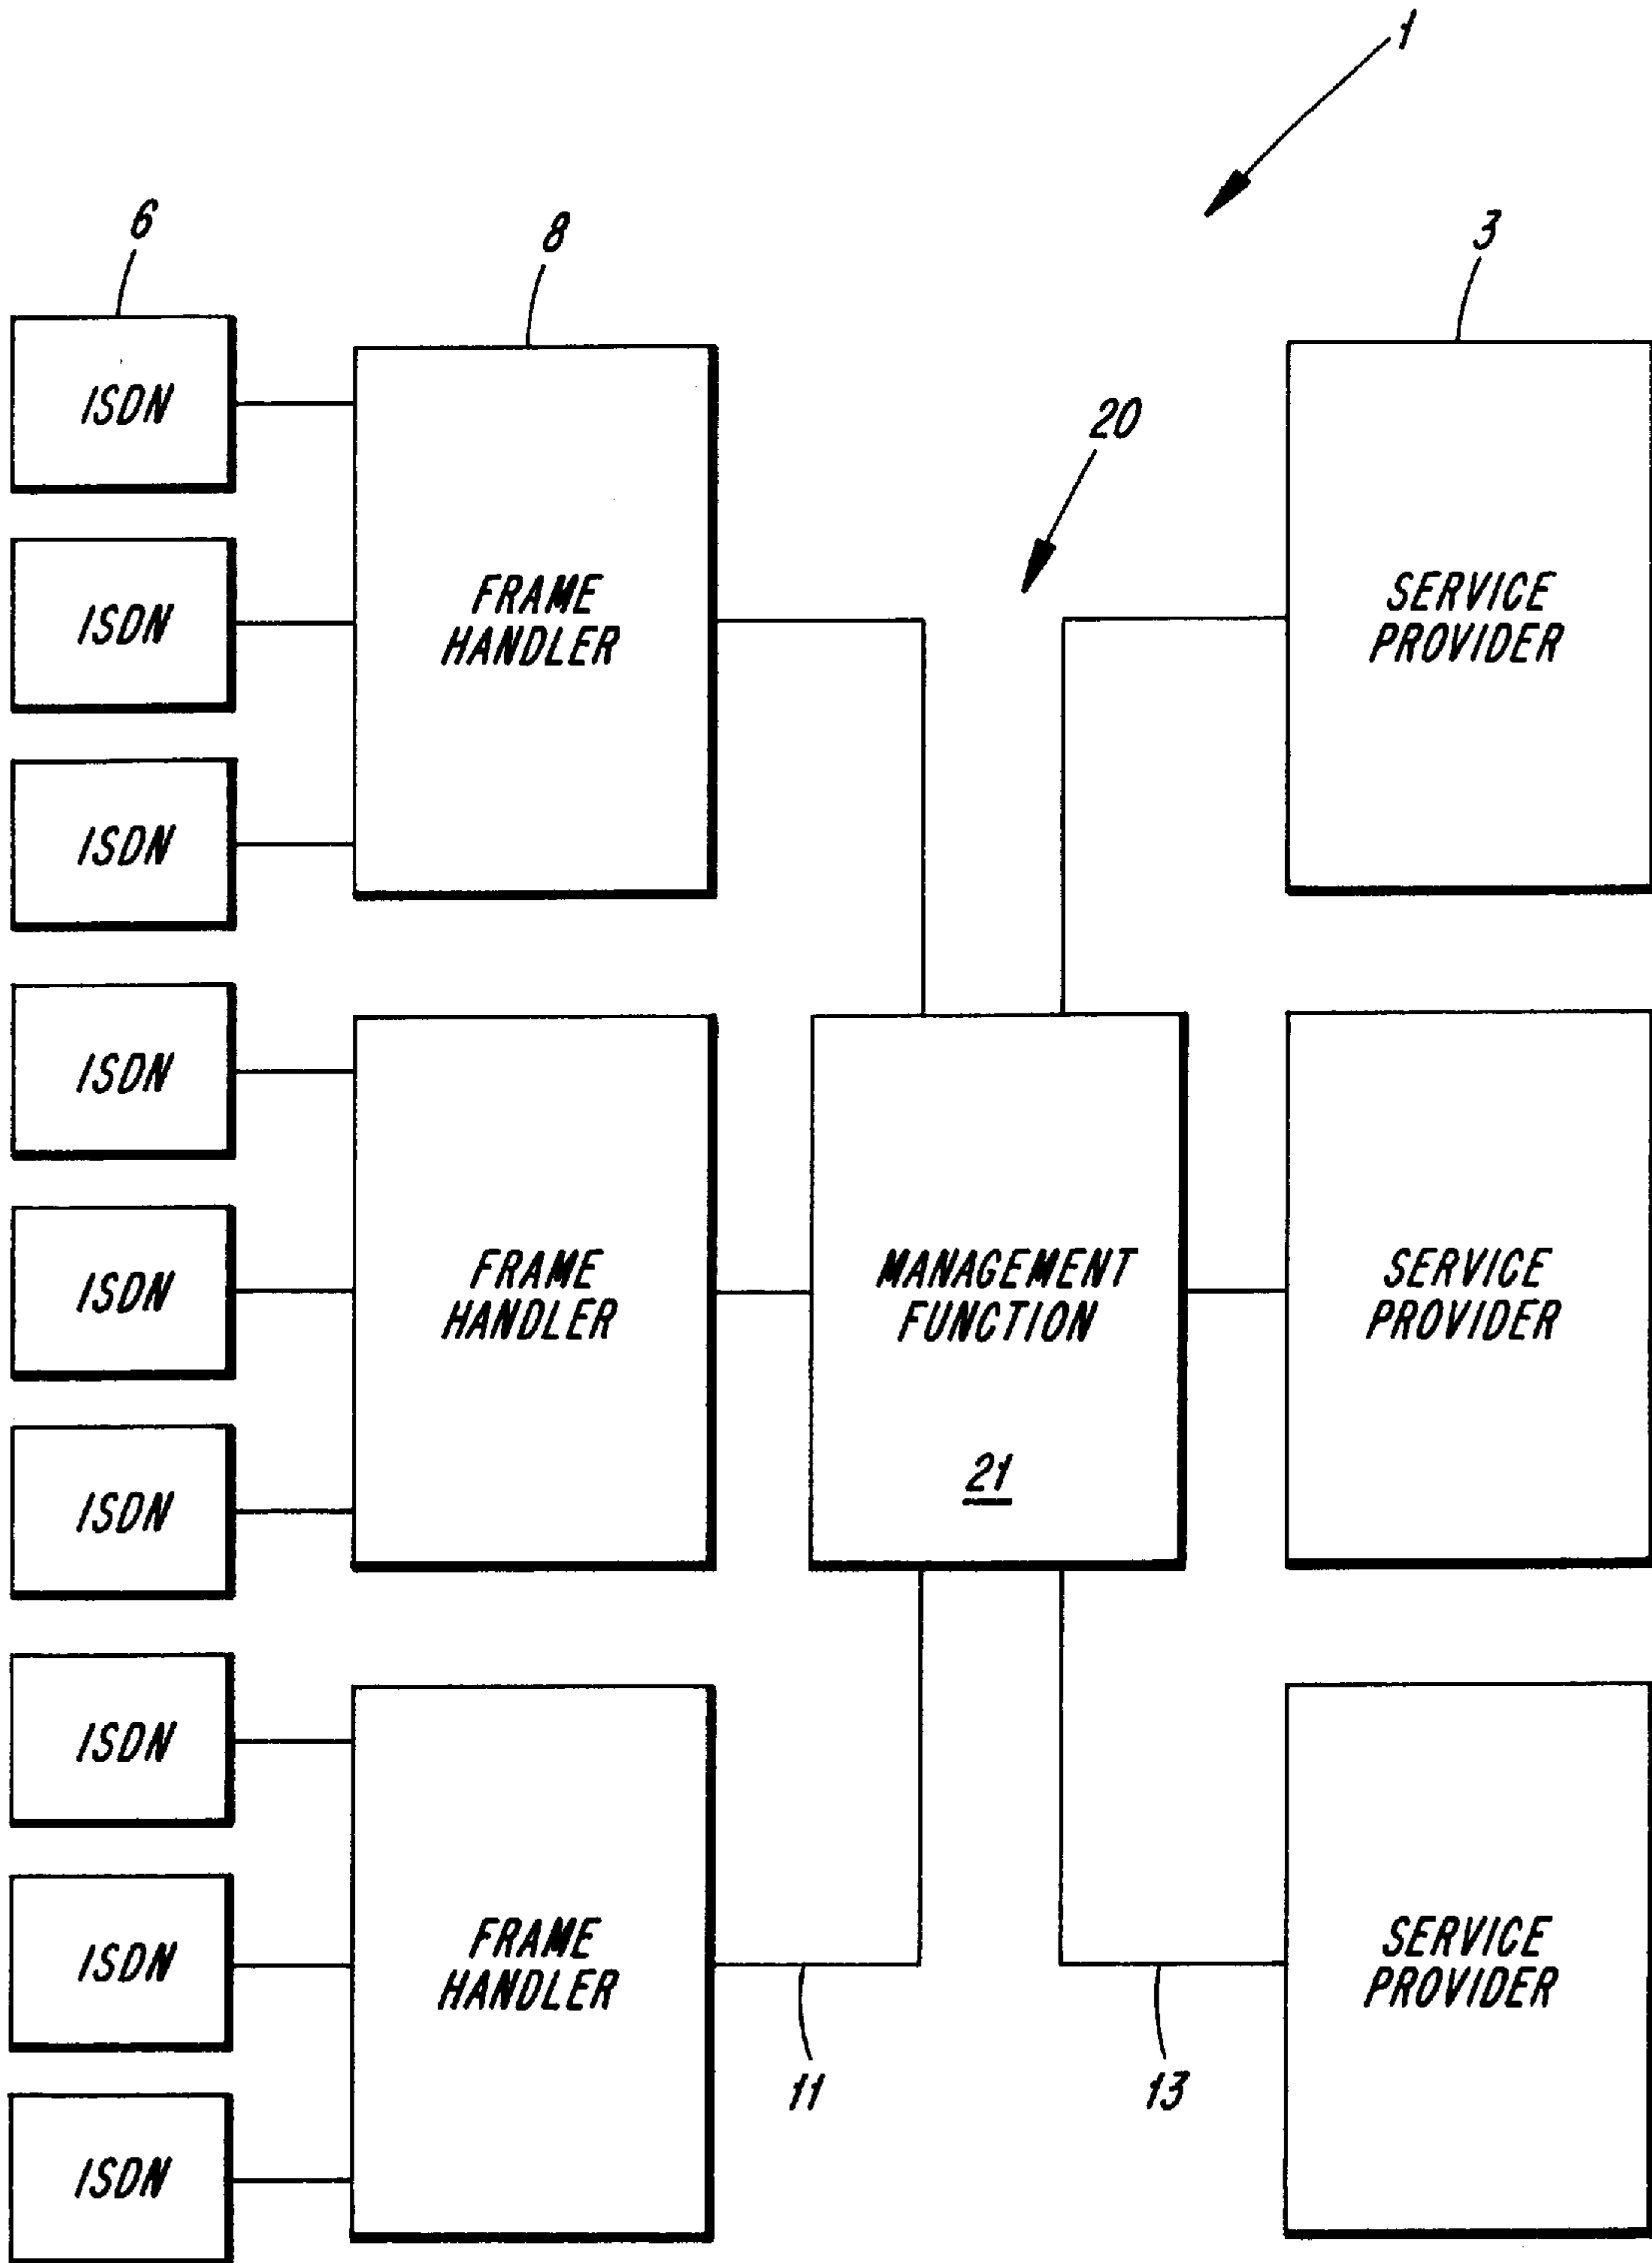 1
6
8
3
ISDN
20
ISDN
FRAME
HANDLER
SERVICE
PROVIDER
ISDN
ISDN
ISDN
FRAME
HANDLER
MANAGEMENT
FUNCTION
SERVICE
PROVIDER
21
ISDN
ISDN
ISDN
FRAME
HANDLER
SERVICE
PROVIDER
11
13
ISDN